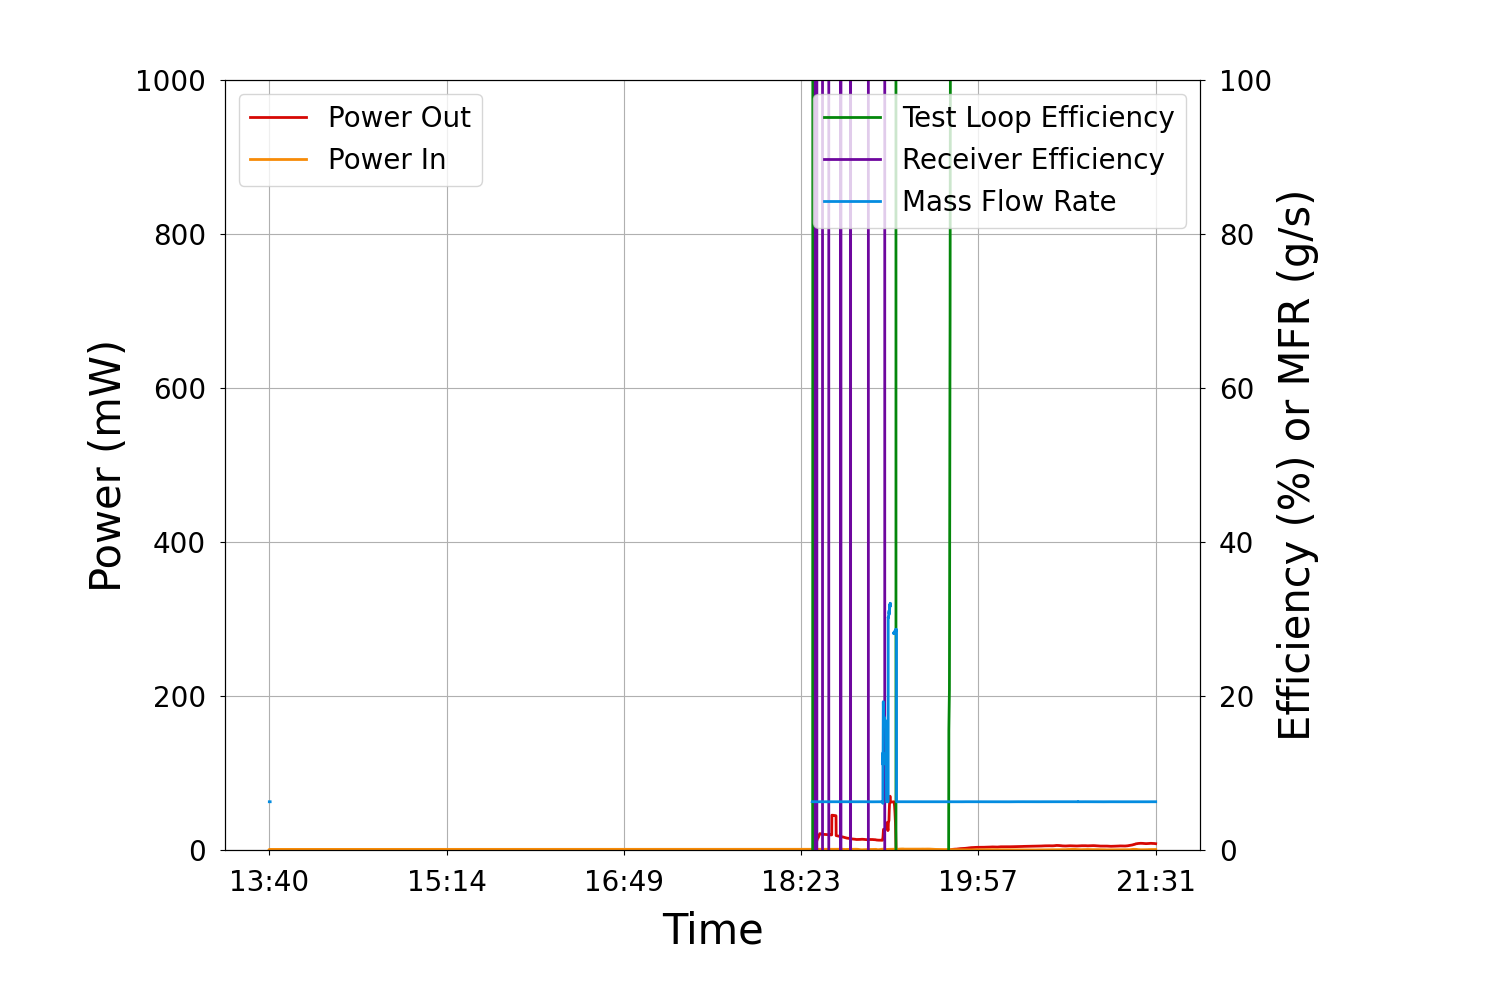 1000
800
600
400
200
0
Power (mW)
Power Out
Power In
Test Loop Efficiency
Receiver Efficiency
Mass Flow Rate
100
80
60
40
20
0
Efficiency (%) or MFR (g/s)
13:40 15:14 16:49 18:23 19:57 21:31
Time